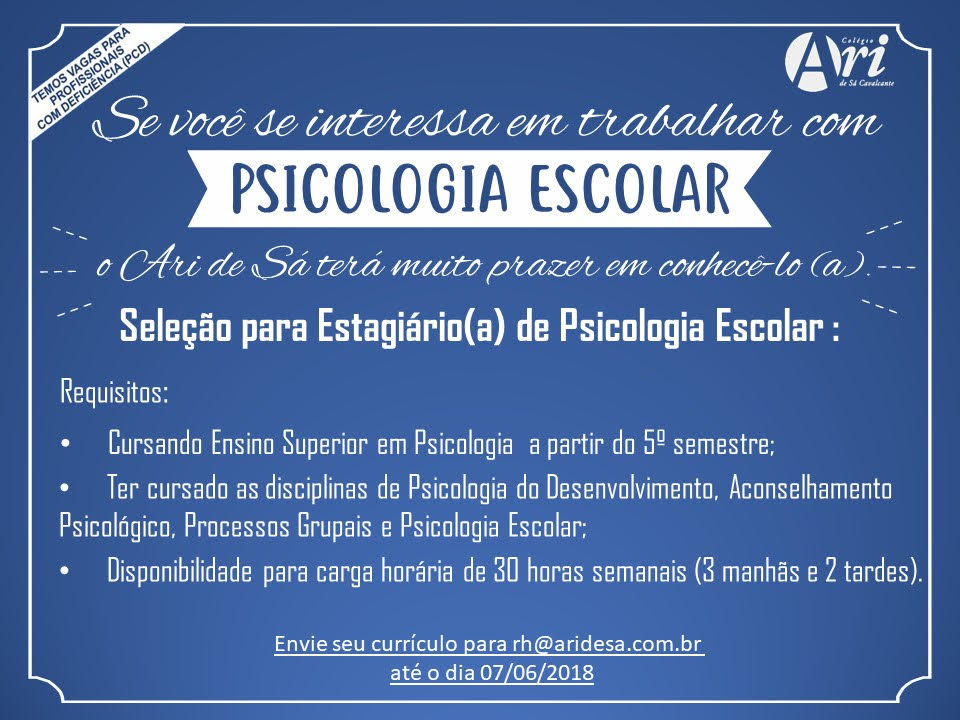 TEMOS VAGAS PARA
PROFISSIONAIS
COM DEFICIÊNCIA (PCD)
Colégio
Ari
de Sá Cavalcante
Se você se interessa em trabalhar com
PSICOLOGIA ESCOLAR
o Ari de Sá terá muito prazer em conhecê-lo (a).
Seleção para Estagiário(a) de Psicologia Escolar :
Requisitos:
• Cursando Ensino Superior em Psicologia a partir do 5º semestre;
• Ter cursado as disciplinas de Psicologia do Desenvolvimento, Aconselhamento
Psicológico, Processos Grupais e Psicologia Escolar;
• Disponibilidade para carga horária de 30 horas semanais (3 manhãs e 2 tardes).
Envie seu currículo para rh@aridesa.com.br
até o dia 07/06/2018